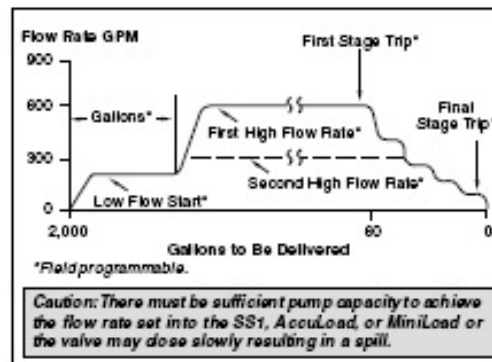 Flow Rate GPM
First Stage Trip*
900
600
300
0
Gallons*
First High Flow Rate*
Final
Stage Trip*
Second High Flow Rate*
Low Flow Start*
2,000
60
0
Gallons to Be Delivered
*Field programmable.
Caution: There must be sufficient pump capacity to achieve
the flow rate set into the SS1, AccuLoad, or MiniLoad or
the valve may close slowly resulting in a spill.